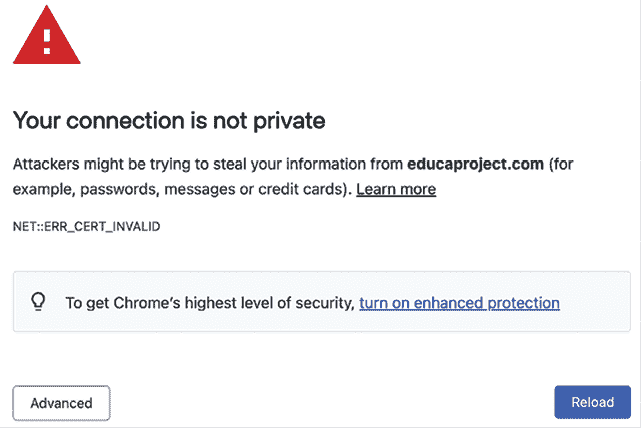 Your connection is not private
Attackers might be trying to steal your information from educaproject.com (for
example, passwords, messages or credit cards). Learn more
NET::ERR_CERT_INVALID
To get Chrome's highest level of security, turn on enhanced protection
Advanced
Reload